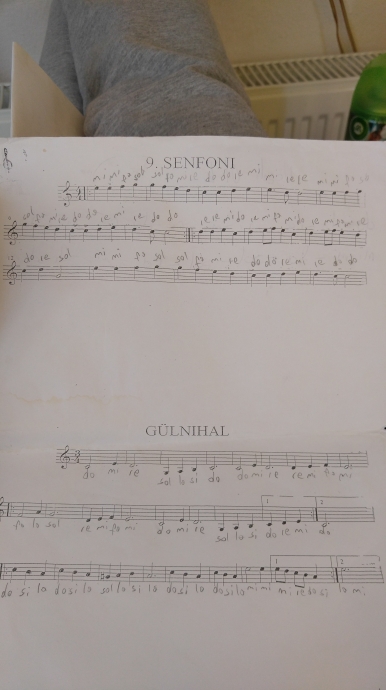 9. SENFONI
mi mi fa sol sol fa mi re do do re mi mi re re mi mi fa sol
sol fa mi re do do re mi re do do re re mi do re mi fa mi do re mi fa mi re
do re sol mi mi fa sol sol fa mi re do do re mi re do do
GÜLNIHAL
3
4
do mi re sol la si do do mi re re mi fa mi
1. 2.
fa la sol re mi fa mi do mi re sol la si do re mi do
1 2
do si la do si la sol la si la do si la do si la mi mi mi re do si la mi